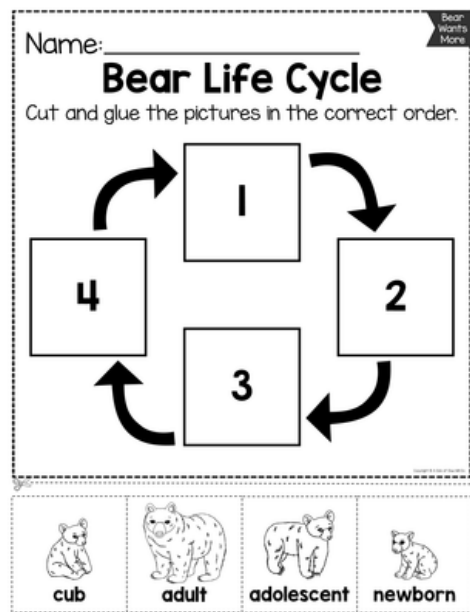 Bear
Wants
More
Name:
Bear Life Cycle
Cut and glue the pictures in the correct order.
1
4
2
3
cub
adult
adolescent
newborn